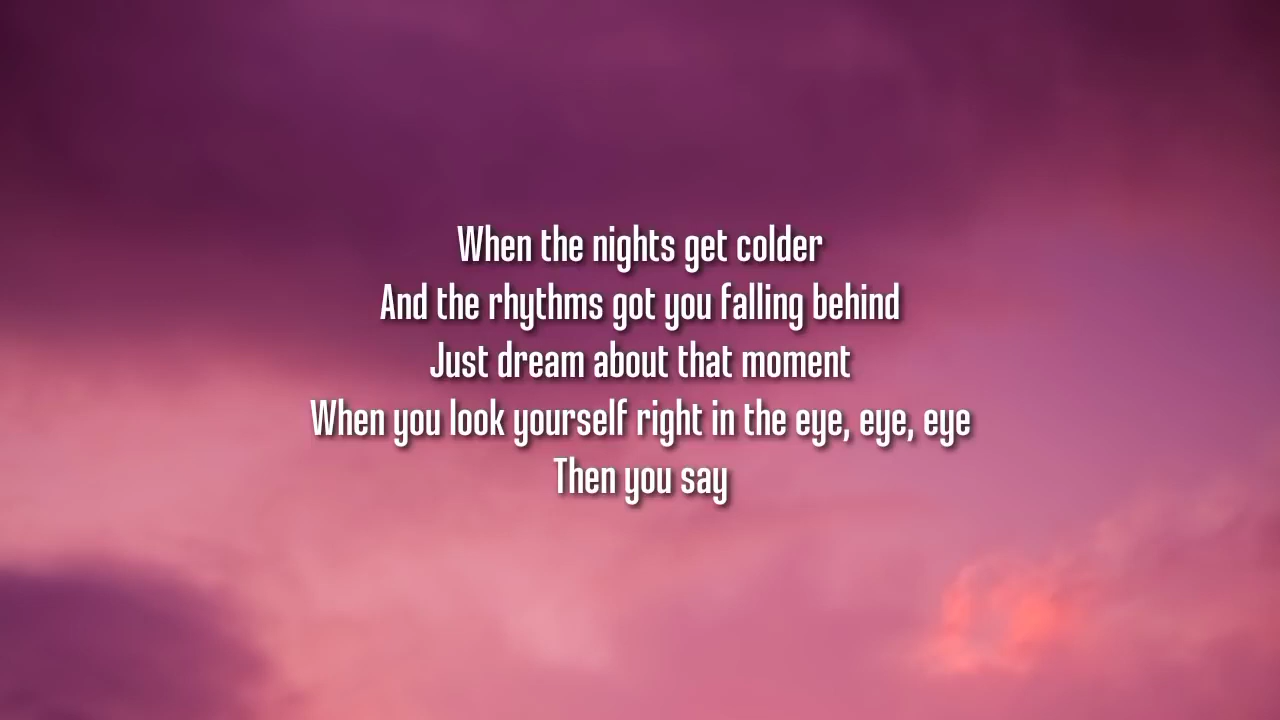 When the nights get colder
And the rhythms got you falling behind
Just dream about that moment
When you look yourself right in the eye, eye, eye
Then you say